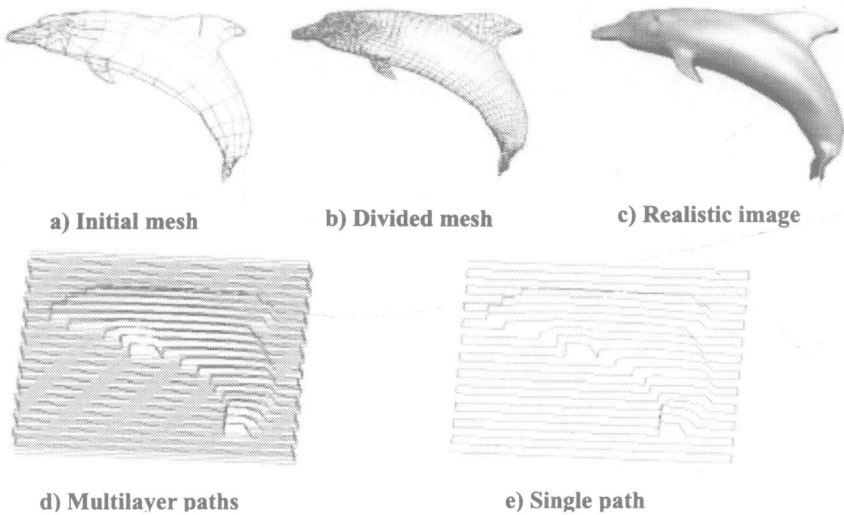 a) Initial mesh
b) Divided mesh
c) Realistic image
d) Multilayer paths
e) Single path